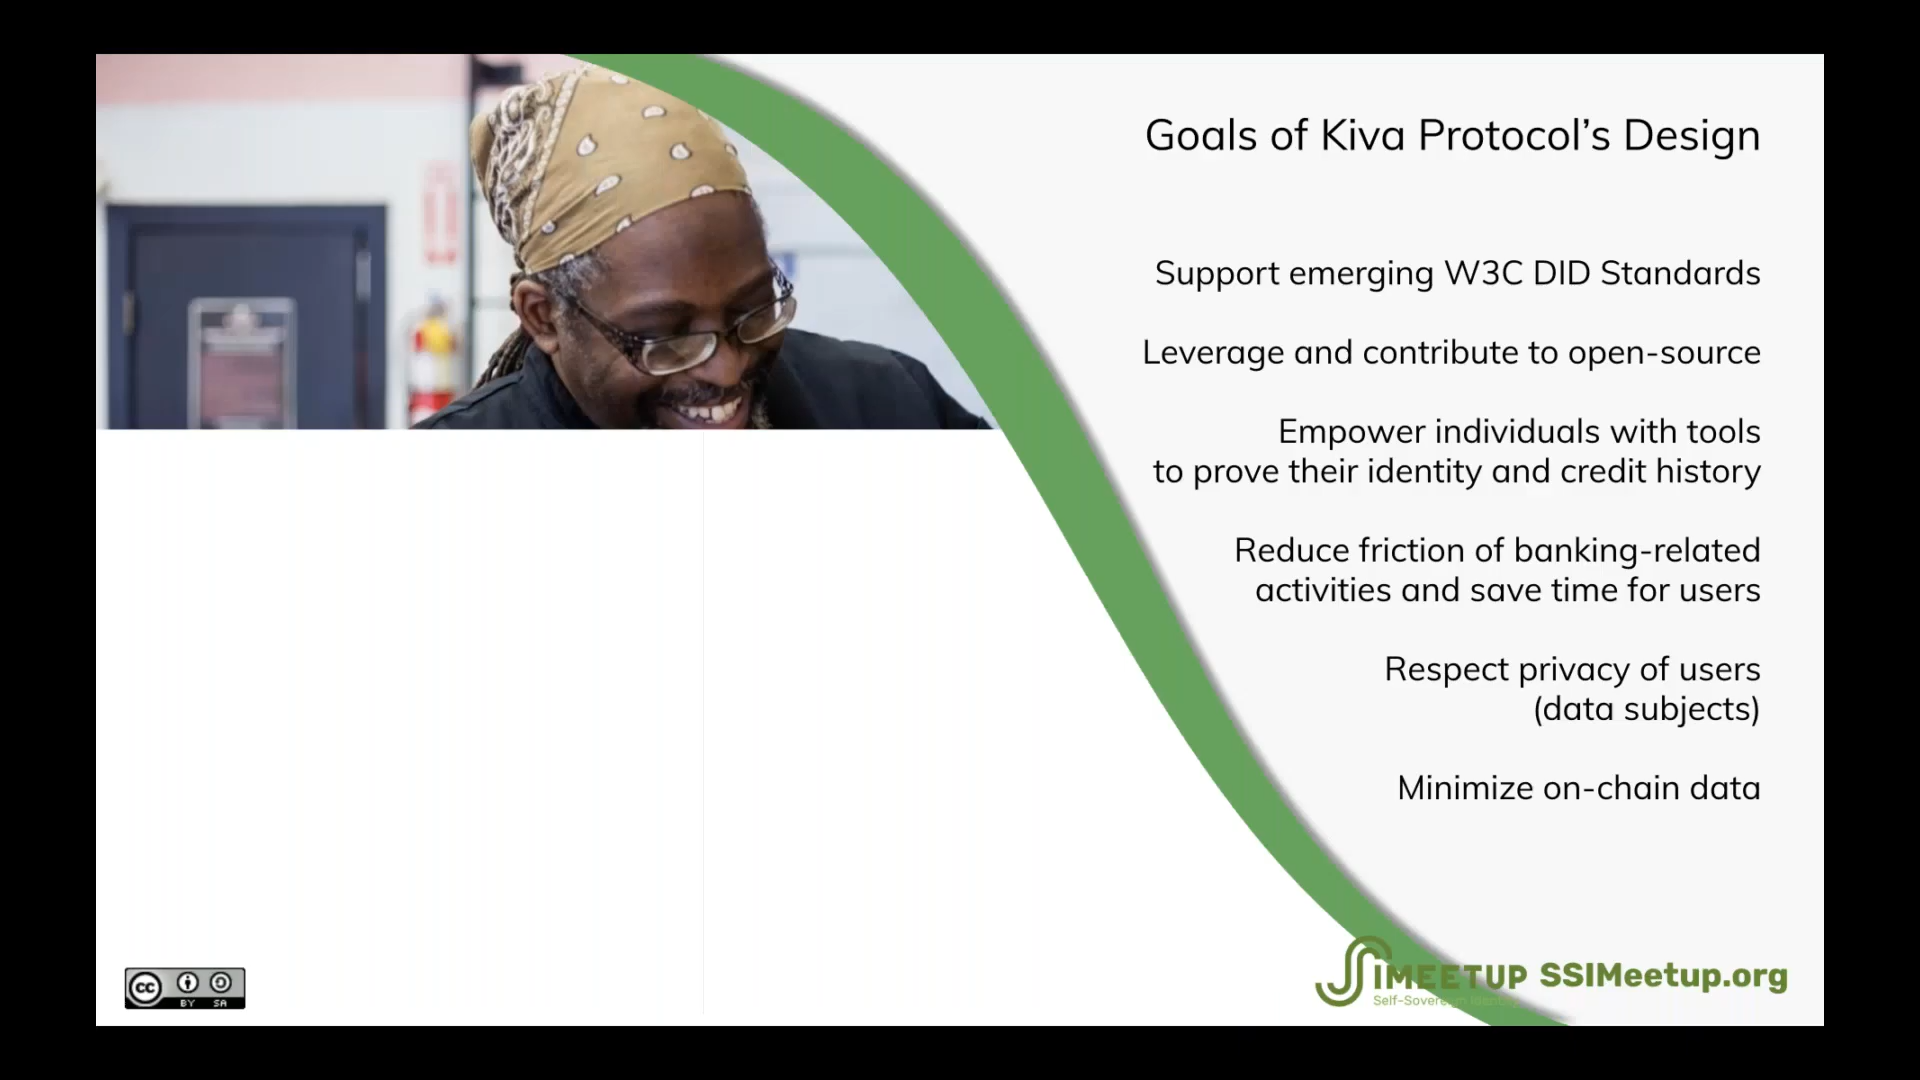 Goals of Kiva Protocol's Design
Support emerging W3C DID Standards
Leverage and contribute to open-source
Empower individuals with tools
to prove their identity and credit history
Reduce friction of banking-related
activities and save time for users
Respect privacy of users
(data subjects)
Minimize on-chain data
cc
BY SA
SSIMeetup.org
IMEETUP